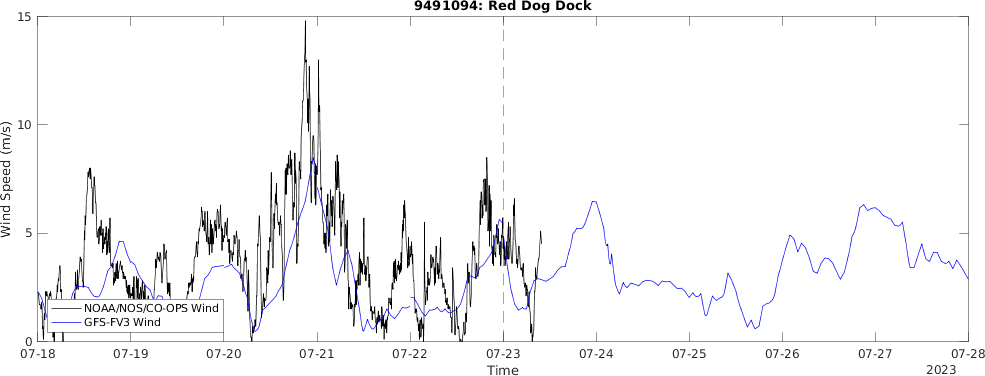 9491094: Red Dog Dock
15
10
5
0
Wind Speed (m/s)
NOAA/NOS/CO-OPS Wind
GFS-FV3 Wind
07-18 07-19 07-20 07-21 07-22 07-23 07-24 07-25 07-26 07-27 07-28
Time
2023